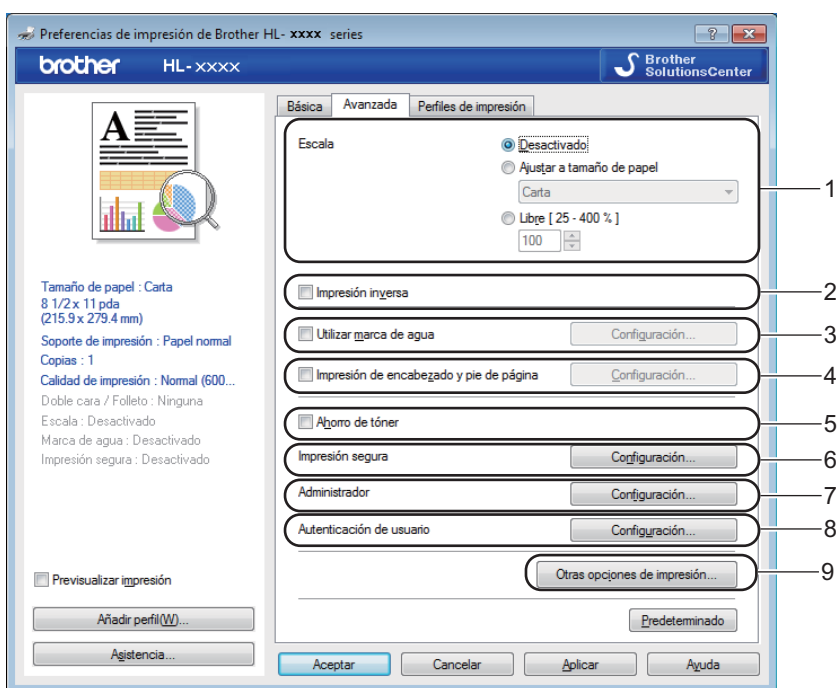 Preferencias de impresión de Brother HL- xxxx series
brother HL-xxxx
Brother
SolutionsCenter
Básica Avanzada Perfiles de impresión
A
Escala
Desactivado
Ajustar a tamaño de papel
Carta
Libre [ 25 - 400 % ]
100
1
Impresión inversa
2
Utilizar marca de agua Configuración...
3
Impresión de encabezado y pie de página Configuración...
4
Ahorro de tóner
5
Impresión segura Configuración...
6
Administrador Configuración...
7
Autenticación de usuario Configuración...
8
Otras opciones de impresión...
9
Tamaño de papel : Carta
8 1/2 x 11 pda
(215.9 x 279.4 mm)
Soporte de impresión : Papel normal
Copias : 1
Calidad de impresión : Normal (600...
Doble cara / Folleto : Ninguna
Escala : Desactivado
Marca de agua : Desactivado
Impresión segura : Desactivado
Previsualizar impresión
Añadir perfil(W)...
Asistencia...
Predeterminado
Aceptar Cancelar Aplicar Ayuda